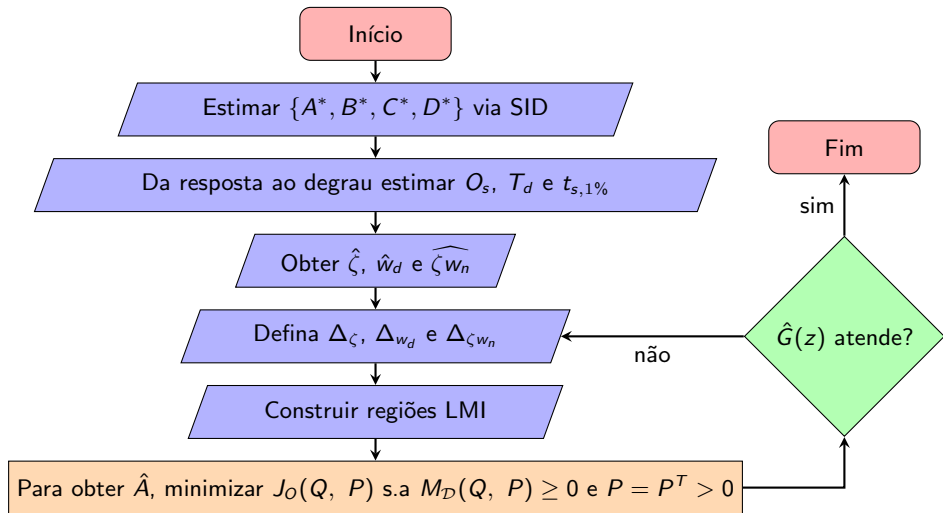 Início
Estimar {A*, B*, C*, D*} via SID
Da resposta ao degrau estimar O_s, T_d e t_{s,1%}
Obter ζ̂, ŵ_d e \widehat{ζw_n}
Defina Δ_ζ, Δ_{w_d} e Δ_{ζw_n}
Construir regiões LMI
Para obter Â, minimizar J_O(Q, P) s.a M_𝒟(Q, P) ≥ 0 e P = P^T > 0
Ĝ(z) atende?
não
sim
Fim